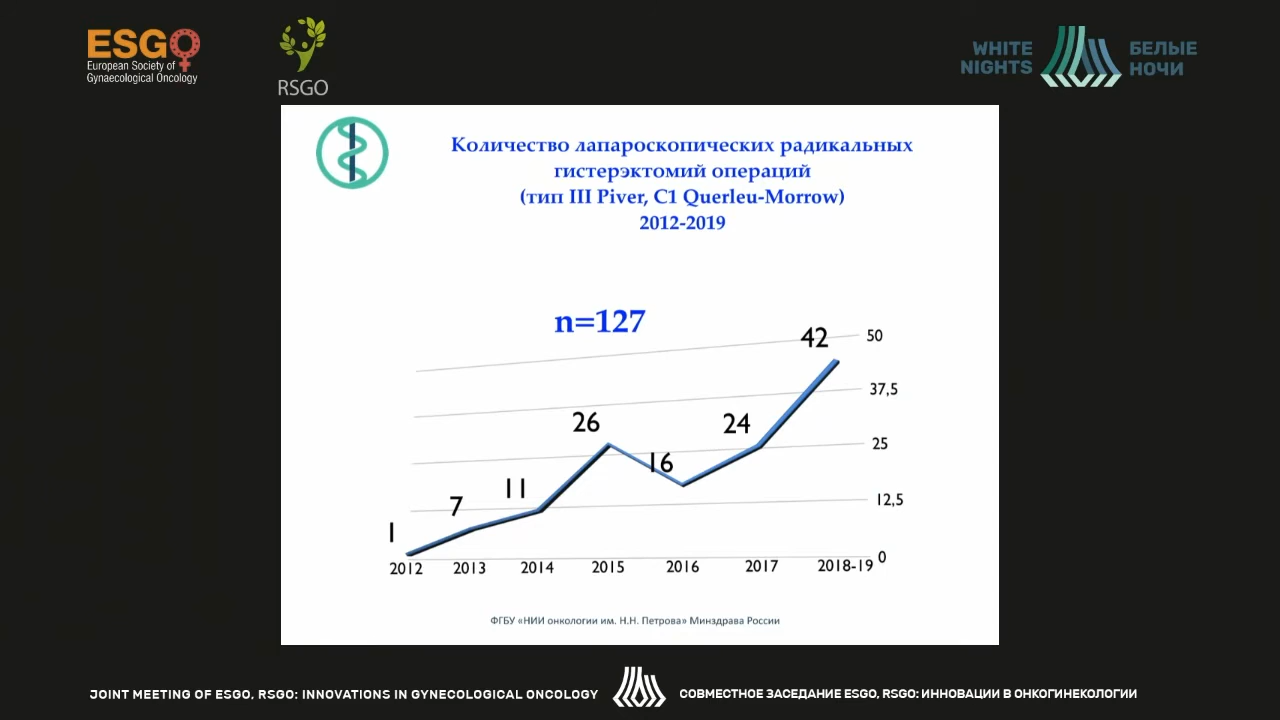 ESGO
European Society of
Gynaecological Oncology
RSGO
WHITE
NIGHTS
БЕЛЫЕ
НОЧИ
Количество лапароскопических радикальных
гистерэктомий операций
(тип III Piver, C1 Querleu-Morrow)
2012-2019
n=127
42
50
37,5
26
24
25
16
11
12,5
7
1
0
2012
2013
2014
2015
2016
2017
2018-19
ФГБУ «НИИ онкологии им. Н.Н. Петрова» Минздрава России
JOINT MEETING OF ESGO, RSGO: INNOVATIONS IN GYNECOLOGICAL ONCOLOGY
СОВМЕСТНОЕ ЗАСЕДАНИЕ ESGO, RSGO: ИННОВАЦИИ В ОНКОГИНЕКОЛОГИИ